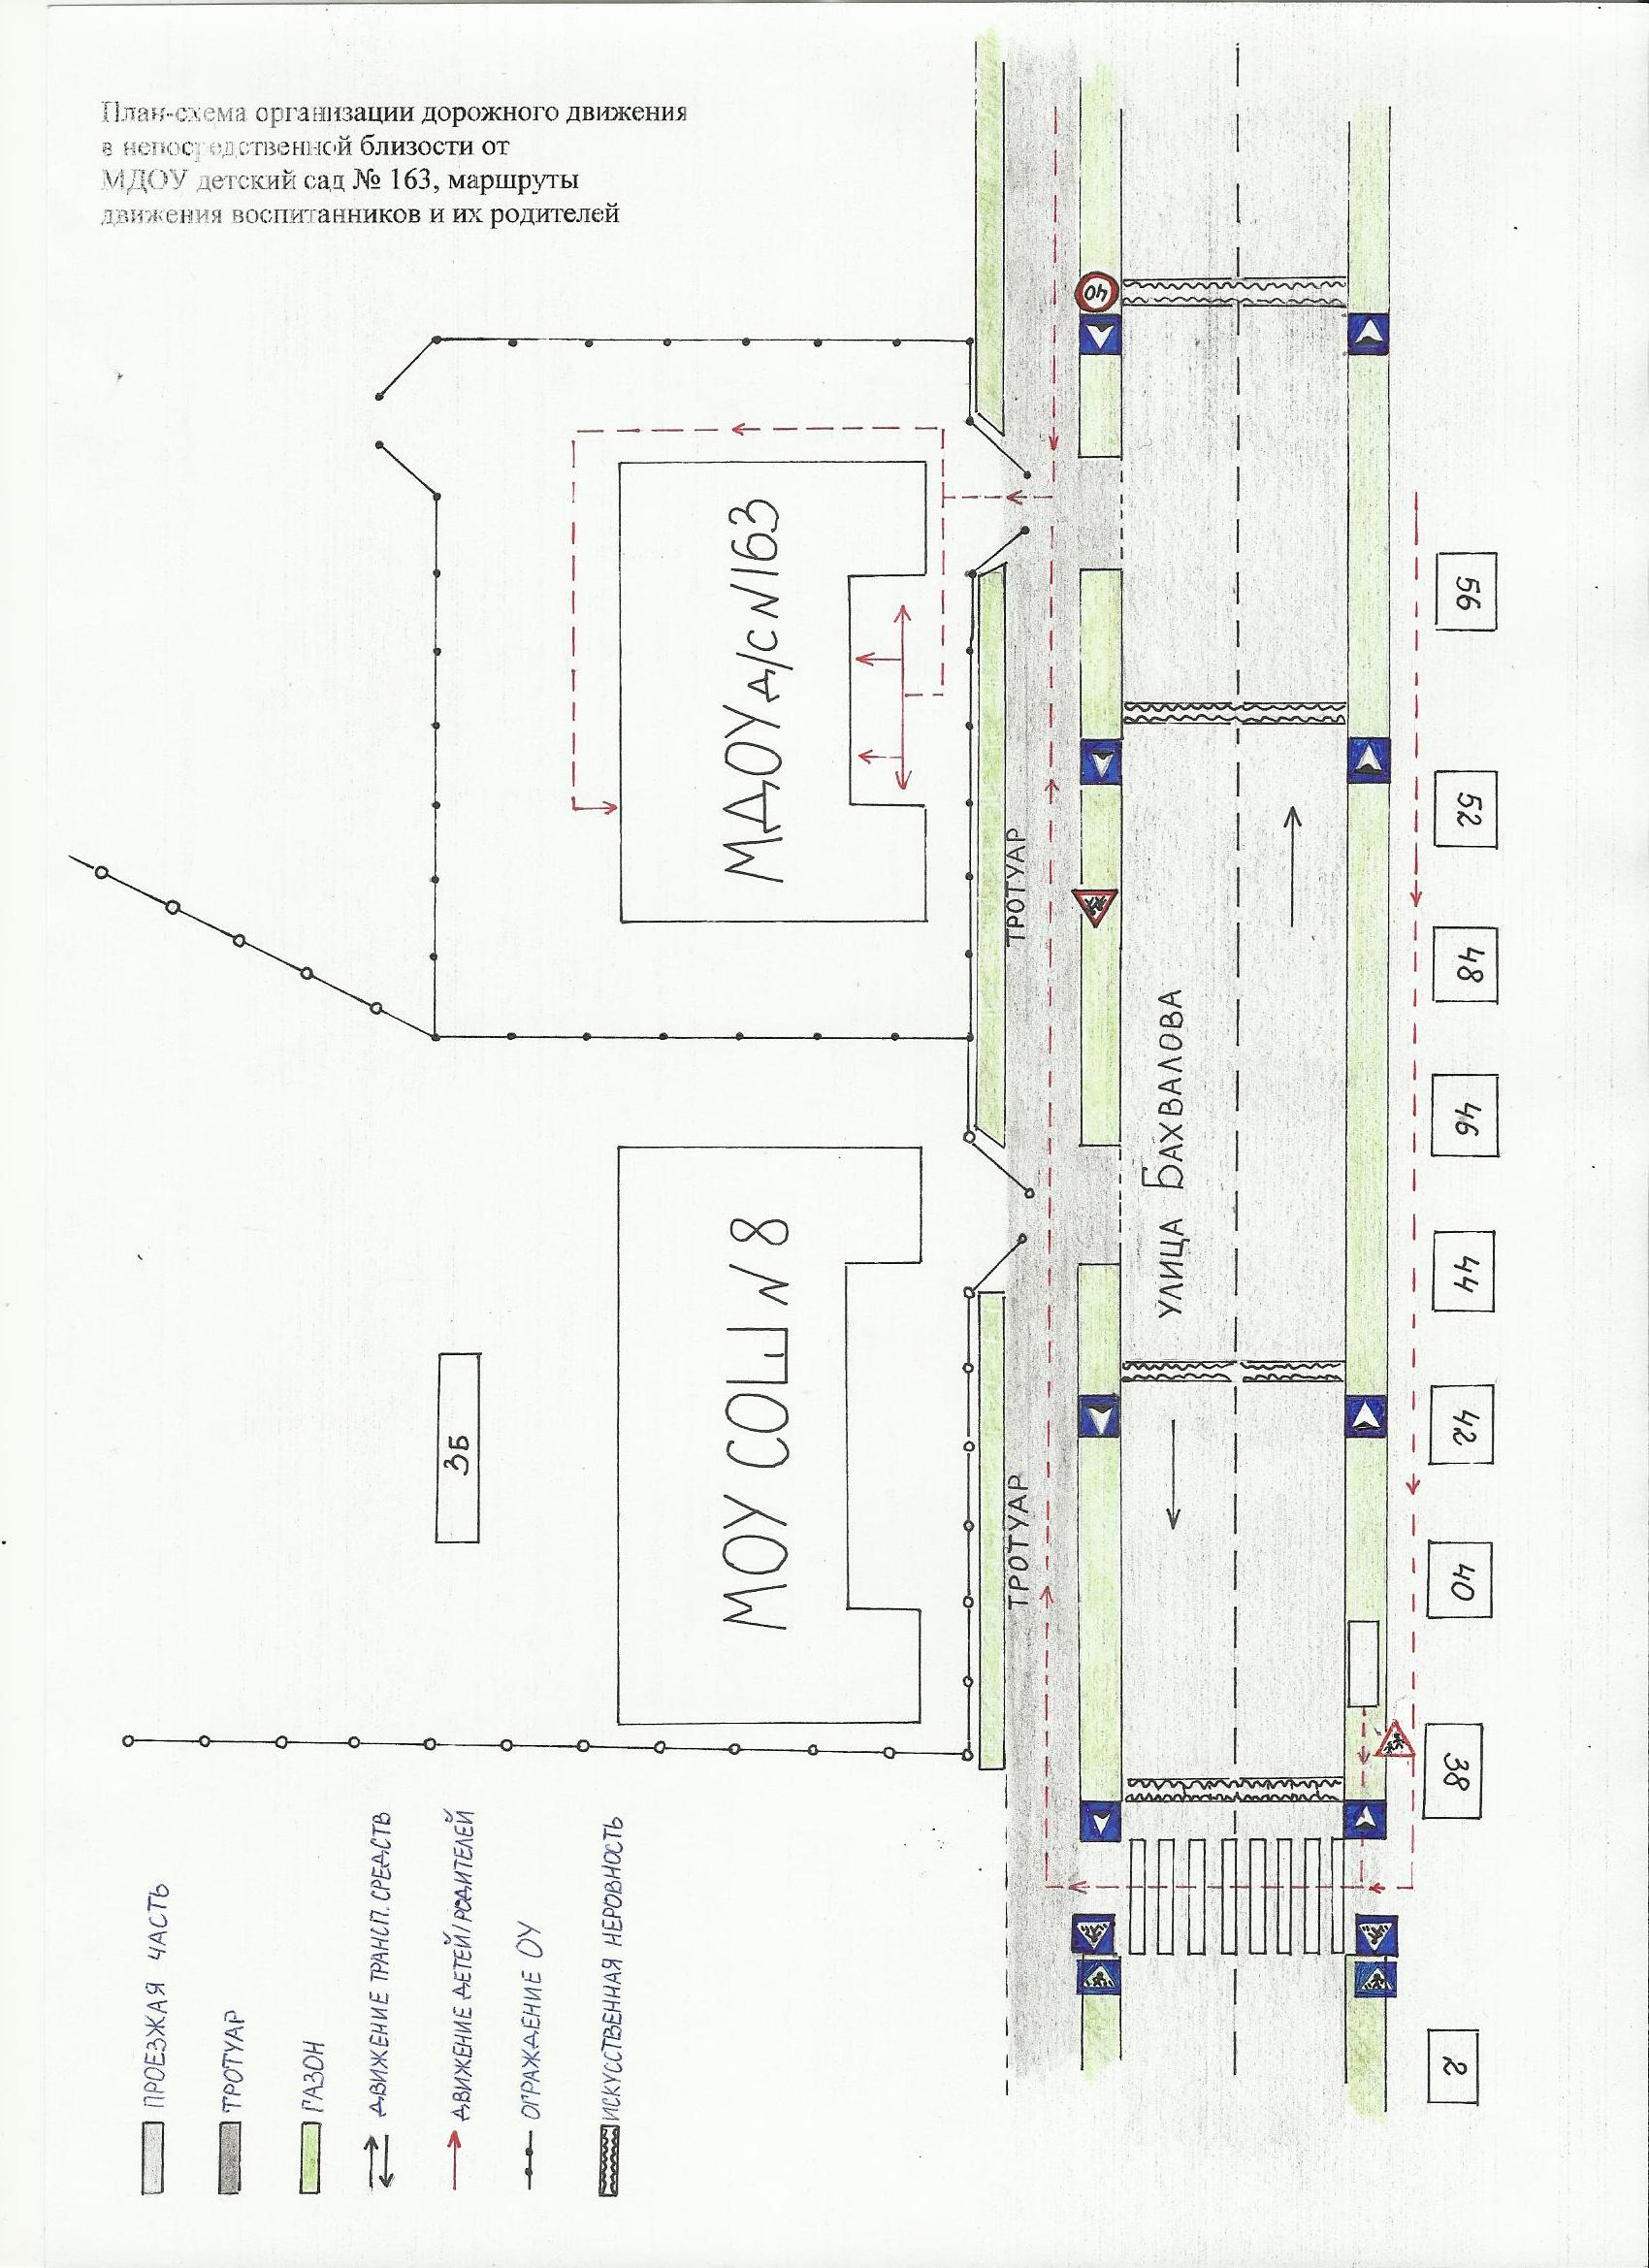 План-схема организации дорожного движения
в непосредственной близости от
МДОУ детский сад № 163, маршруты
движения воспитанников и их родителей
40
МДОУ д/с N 163
56
52
ТРОТУАР
48
УЛИЦА БАХВАЛОВА
46
МОУ СОШ N 8
44
3Б
42
ТРОТУАР
40
38
2
ПРОЕЗЖАЯ ЧАСТЬ
ТРОТУАР
ГАЗОН
ДВИЖЕНИЕ ТРАНСП. СРЕДСТВ
ДВИЖЕНИЕ ДЕТЕЙ/РОДИТЕЛЕЙ
ОГРАЖДЕНИЕ ОУ
ИСКУССТВЕННАЯ НЕРОВНОСТЬ